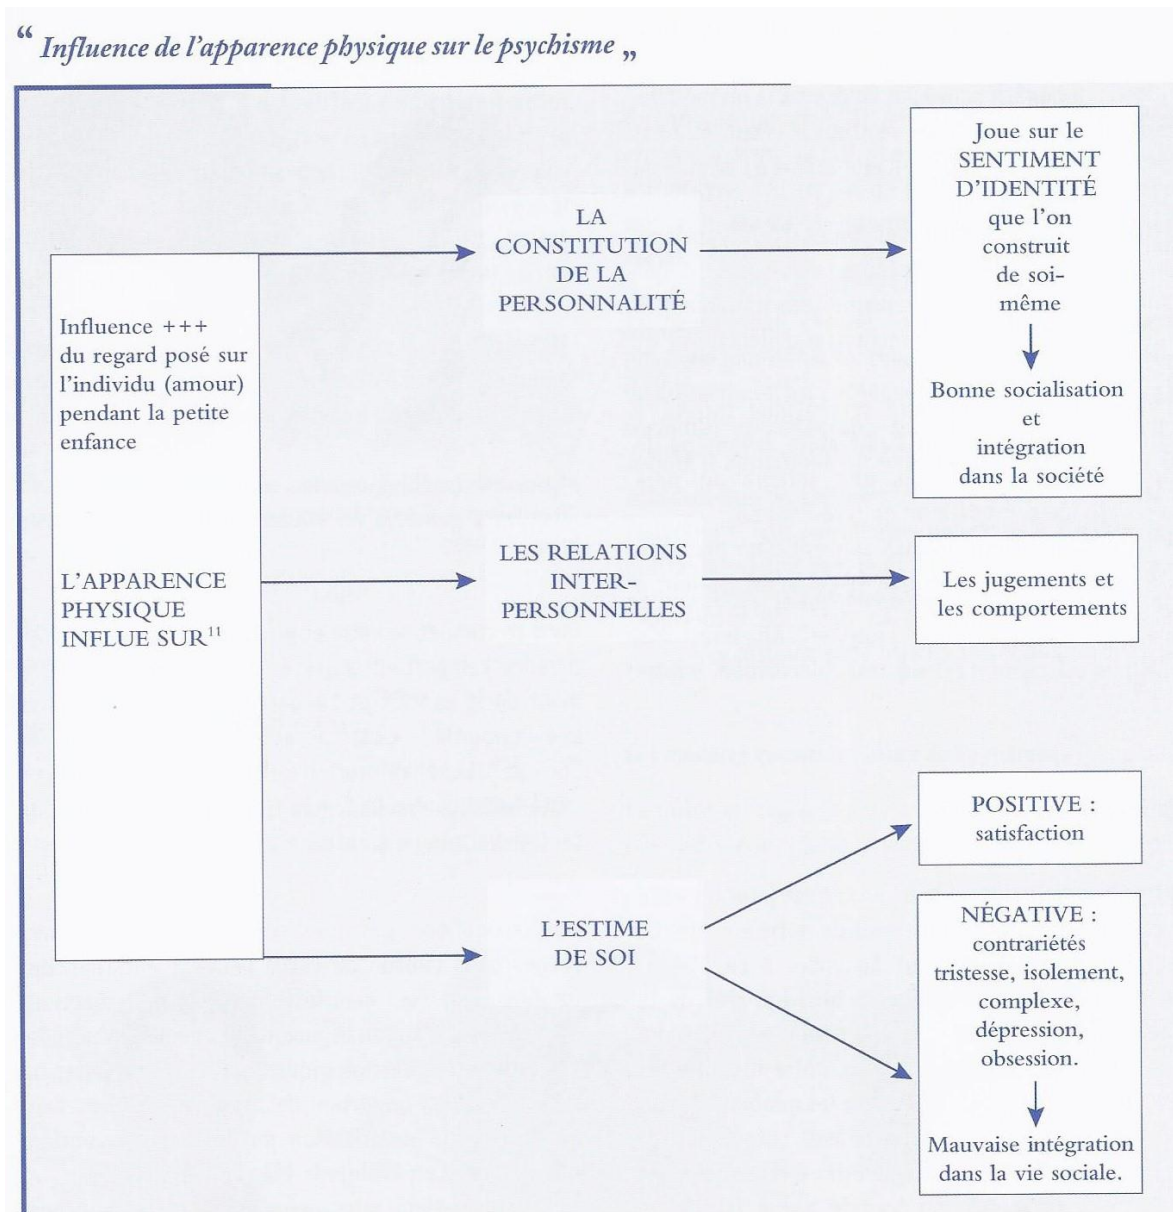 “ Influence de l’apparence physique sur le psychisme „
Influence +++
du regard posé sur
l’individu (amour)
pendant la petite
enfance
L’APPARENCE
PHYSIQUE
INFLUE SUR¹¹
LA
CONSTITUTION
DE LA
PERSONNALITÉ
Joue sur le
SENTIMENT
D’IDENTITÉ
que l’on
construit
de soi-
même
Bonne socialisation
et
intégration
dans la société
LES RELATIONS
INTER-
PERSONNELLES
Les jugements et
les comportements
L’ESTIME
DE SOI
POSITIVE :
satisfaction
NÉGATIVE :
contrariétés
tristesse, isolement,
complexe,
dépression,
obsession.
Mauvaise intégration
dans la vie sociale.